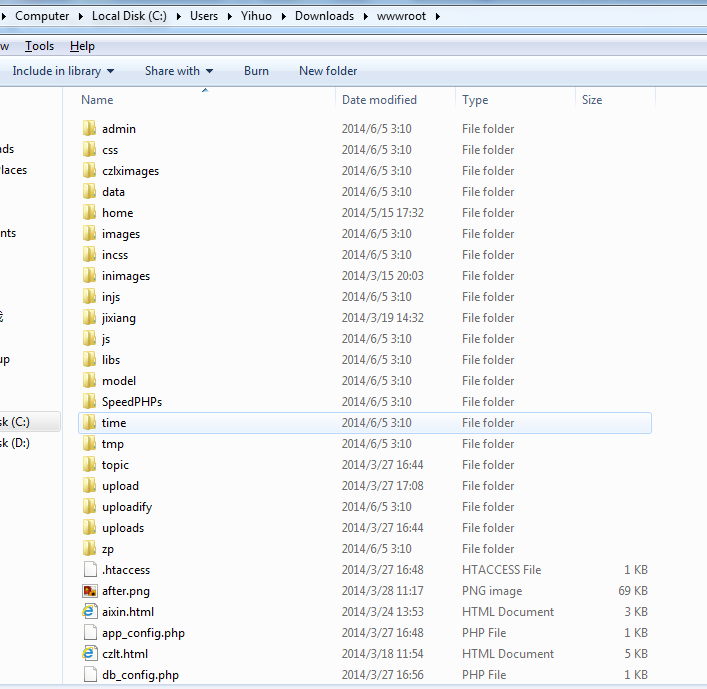 Computer Local Disk (C:) Users Yihuo Downloads wwwroot
w Tools Help
Include in library Share with Burn New folder
Name Date modified Type Size
admin 2014/6/5 3:10 File folder
nds css 2014/6/5 3:10 File folder
laces czlximages 2014/6/5 3:10 File folder
data 2014/6/5 3:10 File folder
home 2014/5/15 17:32 File folder
nts images 2014/6/5 3:10 File folder
incss 2014/6/5 3:10 File folder
inimages 2014/3/15 20:03 File folder
injs 2014/6/5 3:10 File folder
jixiang 2014/3/19 14:32 File folder
js 2014/6/5 3:10 File folder
up libs 2014/6/5 3:10 File folder
model 2014/6/5 3:10 File folder
SpeedPHPs 2014/6/5 3:10 File folder
sk (C:) time 2014/6/5 3:10 File folder
sk (D:) tmp 2014/6/5 3:10 File folder
topic 2014/3/27 16:44 File folder
upload 2014/3/27 17:08 File folder
uploadify 2014/6/5 3:10 File folder
uploads 2014/3/27 16:44 File folder
zp 2014/6/5 3:10 File folder
.htaccess 2014/3/27 16:48 HTACCESS File 1 KB
after.png 2014/3/28 11:17 PNG image 69 KB
aixin.html 2014/3/24 13:53 HTML Document 3 KB
app_config.php 2014/3/27 16:48 PHP File 1 KB
czlt.html 2014/3/18 11:54 HTML Document 5 KB
db_config.php 2014/3/27 16:56 PHP File 1 KB